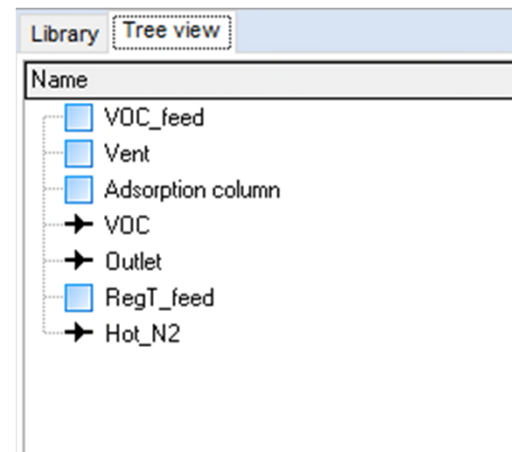 Library Tree view
Name
VOC_feed
Vent
Adsorption column
VOC
Outlet
RegT_feed
Hot_N2